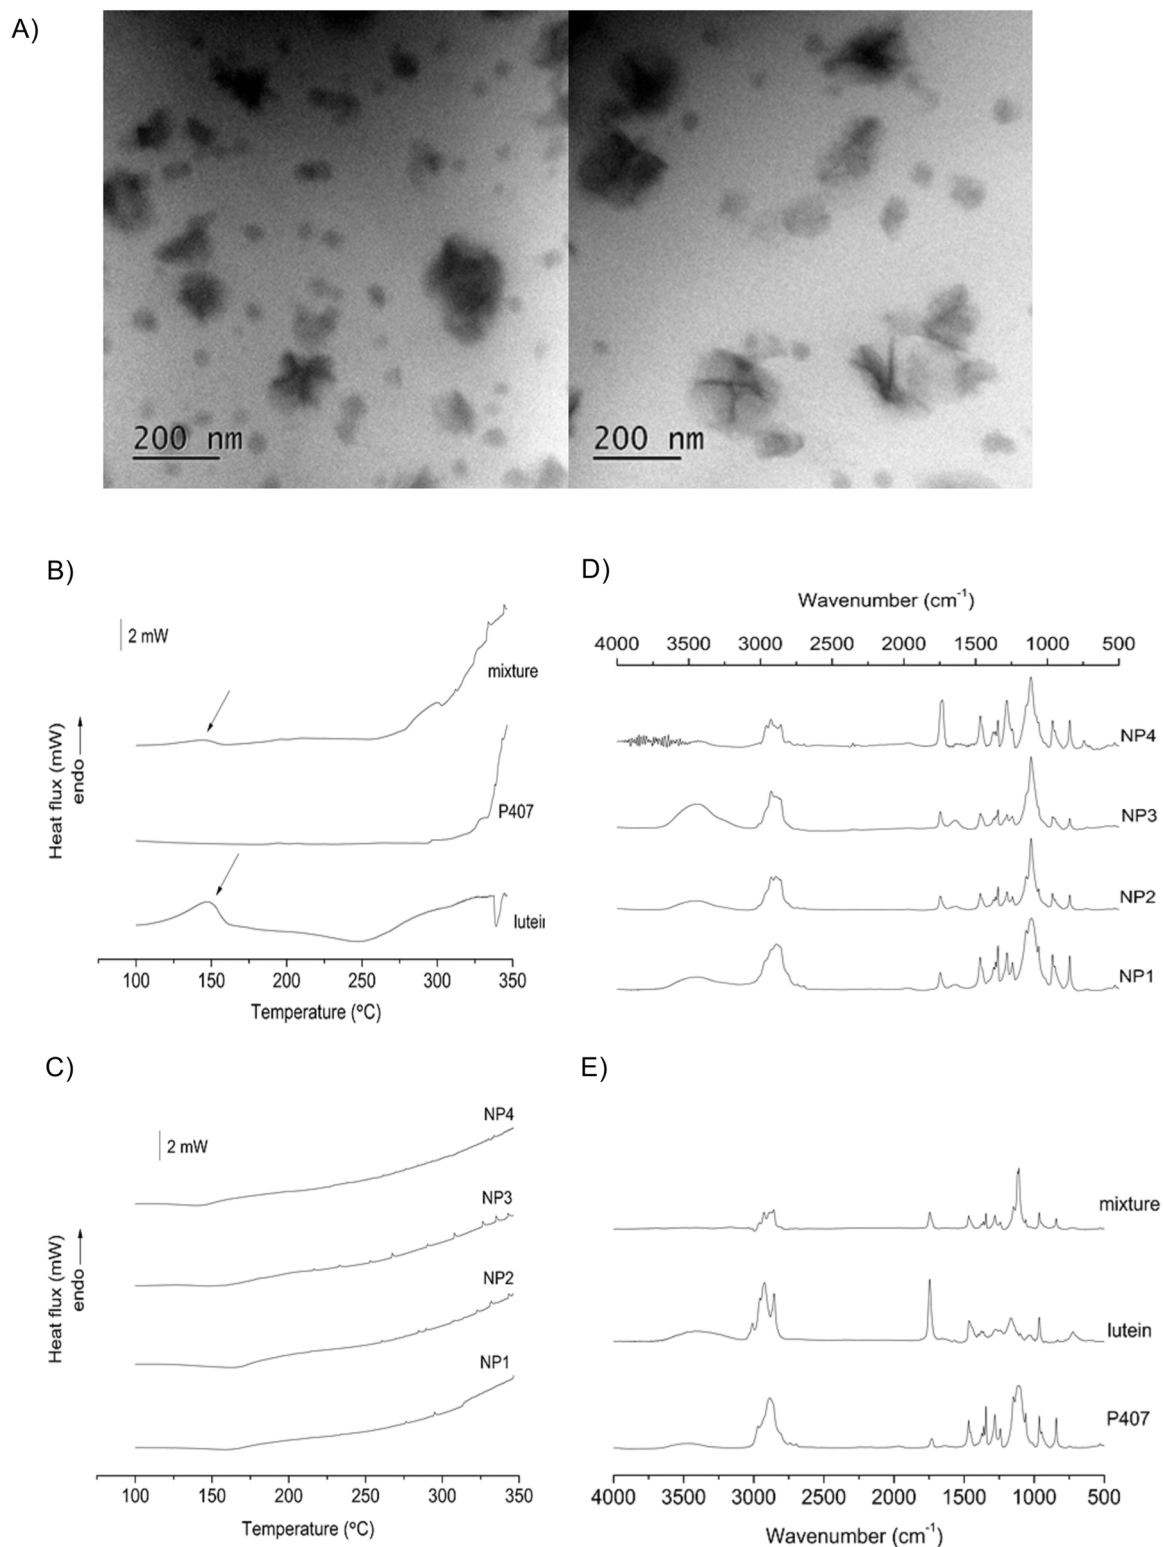 A)
200 nm
200 nm
B)
2 mW
mixture
P407
lutein
Heat flux (mW)
endo
100 150 200 250 300 350
Temperature (°C)
C)
2 mW
NP4
NP3
NP2
NP1
Heat flux (mW)
endo
100 150 200 250 300 350
Temperature (°C)
D)
Wavenumber (cm-1)
4000 3500 3000 2500 2000 1500 1000 500
NP4
NP3
NP2
NP1
E)
mixture
lutein
P407
4000 3500 3000 2500 2000 1500 1000 500
Wavenumber (cm-1)